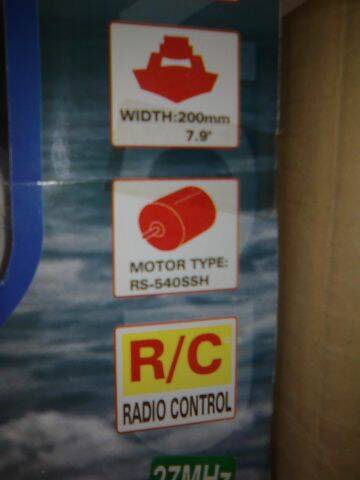 WIDTH:200mm
7.9"
MOTOR TYPE:
RS-540SSH
R/C
RADIO CONTROL
27MHz